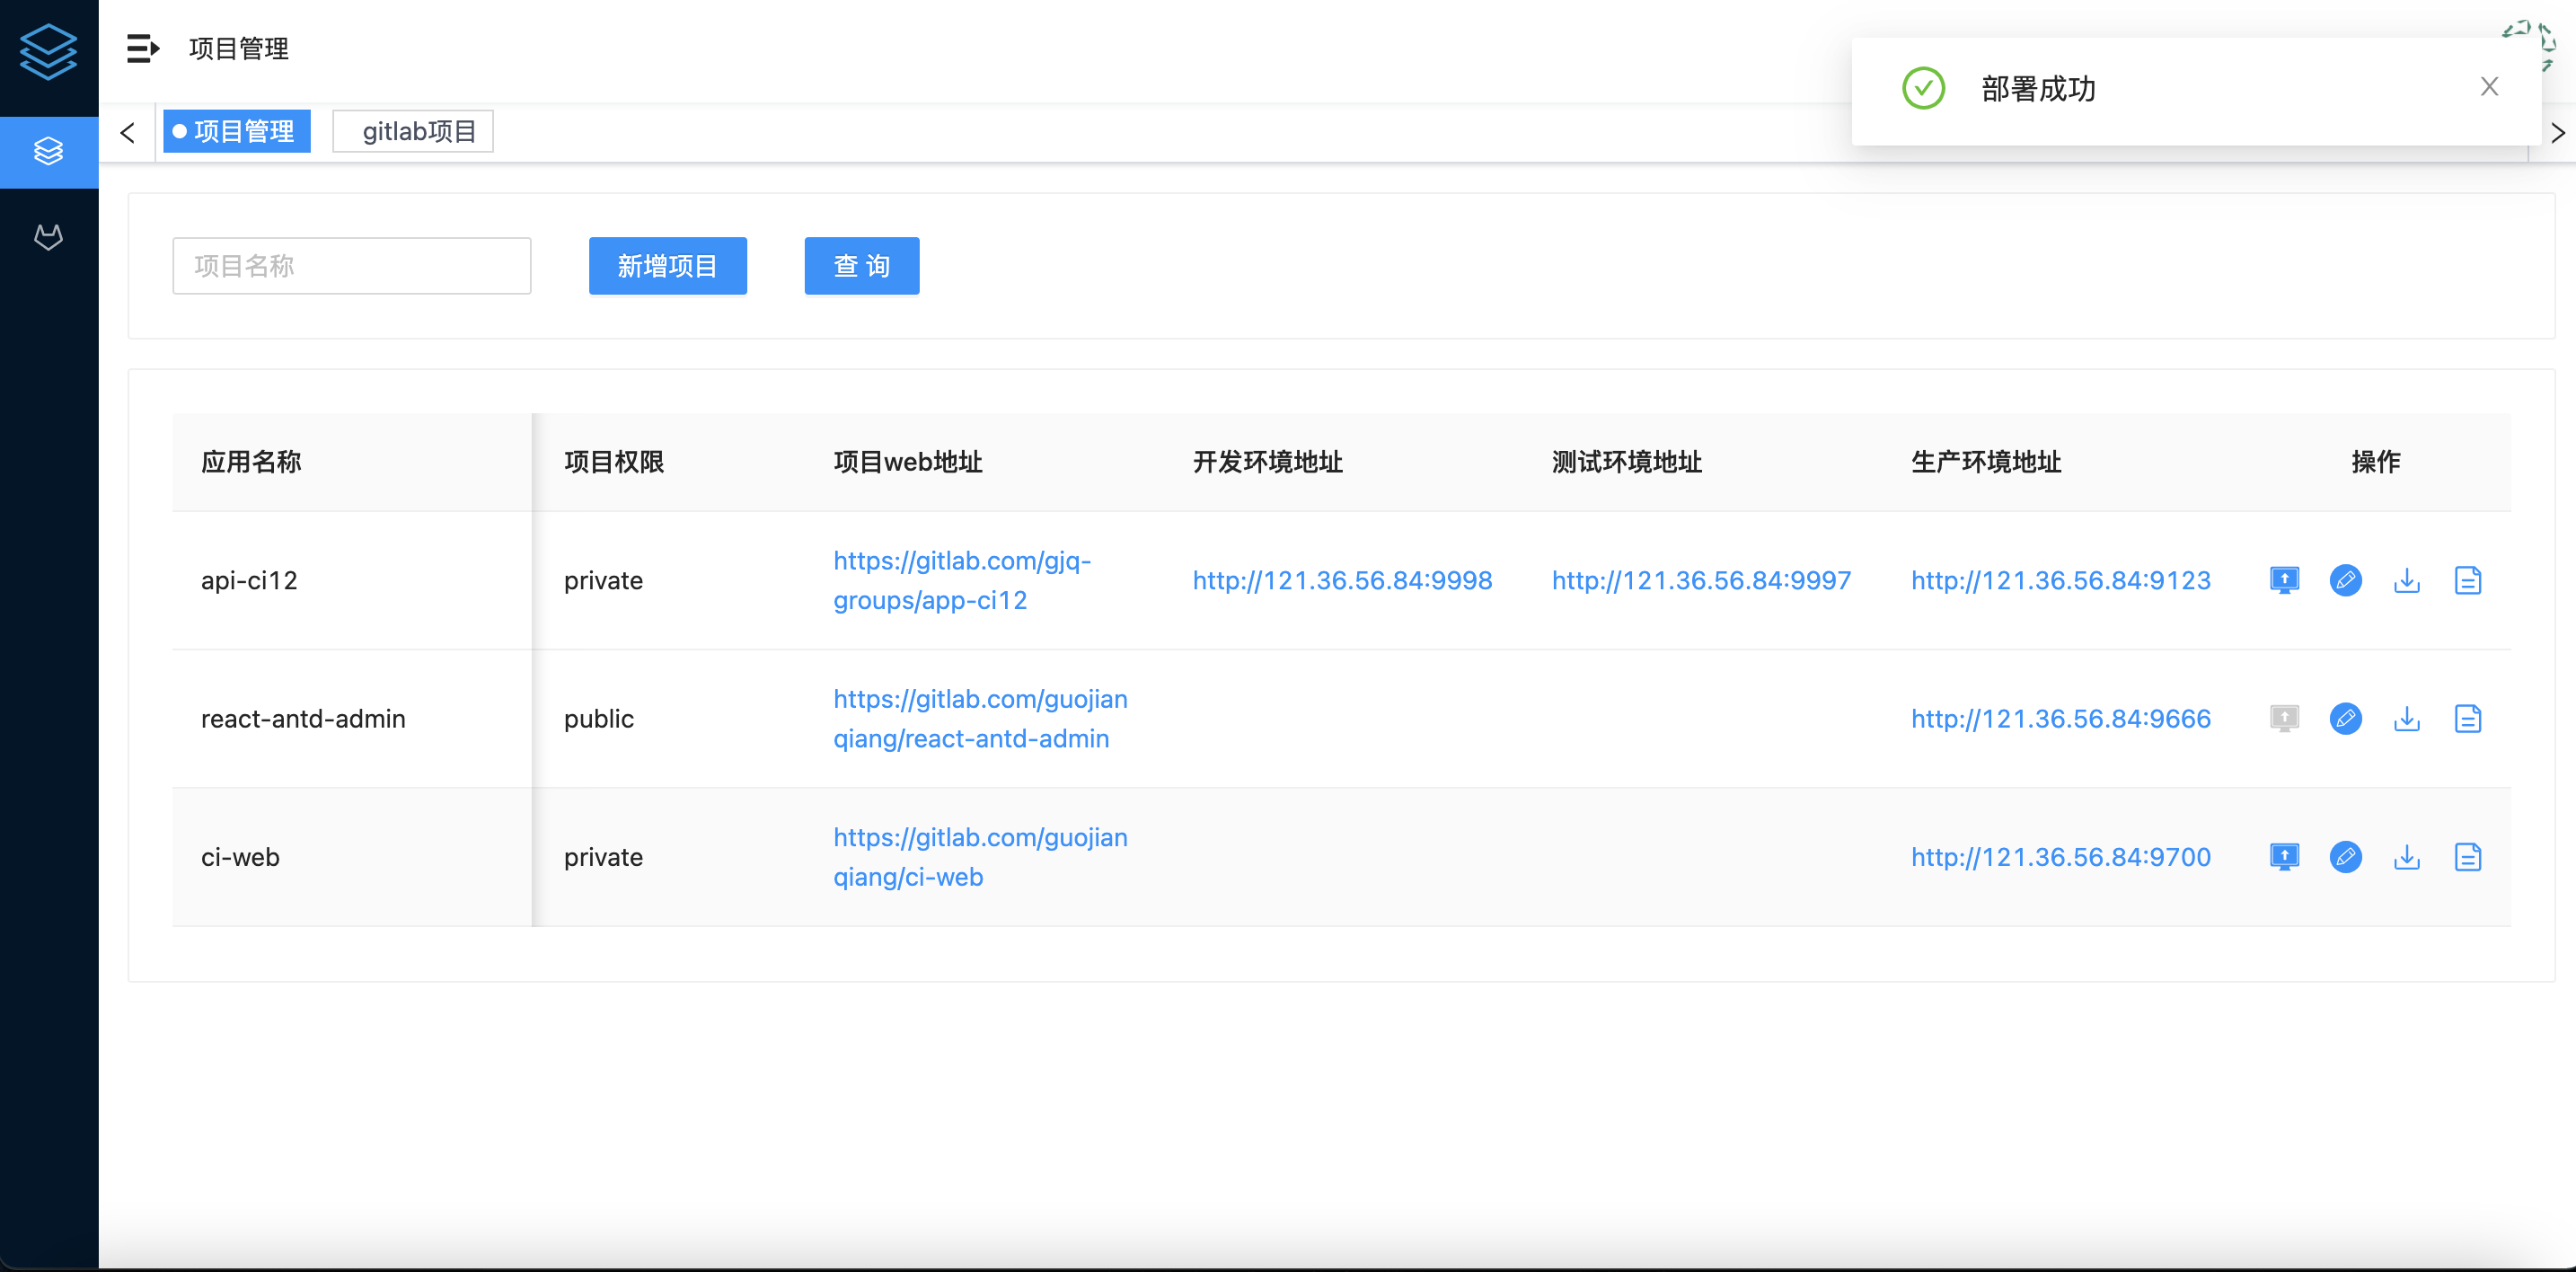 项目管理
部署成功
项目管理
gitlab项目
项目名称
新增项目
查 询
应用名称
项目权限
项目web地址
开发环境地址
测试环境地址
生产环境地址
操作
api-ci12
private
https://gitlab.com/gjq-
groups/app-ci12
http://121.36.56.84:9998
http://121.36.56.84:9997
http://121.36.56.84:9123
react-antd-admin
public
https://gitlab.com/guojian
qiang/react-antd-admin
http://121.36.56.84:9666
ci-web
private
https://gitlab.com/guojian
qiang/ci-web
http://121.36.56.84:9700